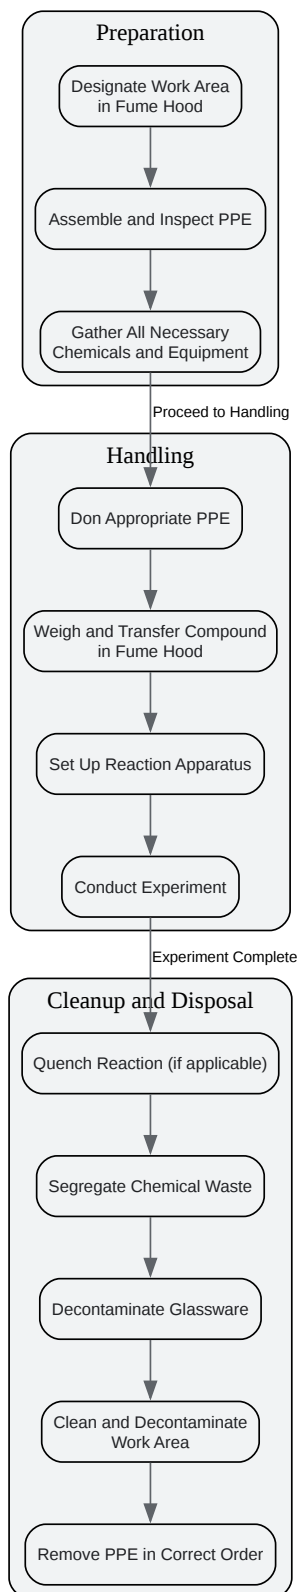 Preparation
Designate Work Area
in Fume Hood
Assemble and Inspect PPE
Gather All Necessary
Chemicals and Equipment
Proceed to Handling
Handling
Don Appropriate PPE
Weigh and Transfer Compound
in Fume Hood
Set Up Reaction Apparatus
Conduct Experiment
Experiment Complete
Cleanup and Disposal
Quench Reaction (if applicable)
Segregate Chemical Waste
Decontaminate Glassware
Clean and Decontaminate
Work Area
Remove PPE in Correct Order